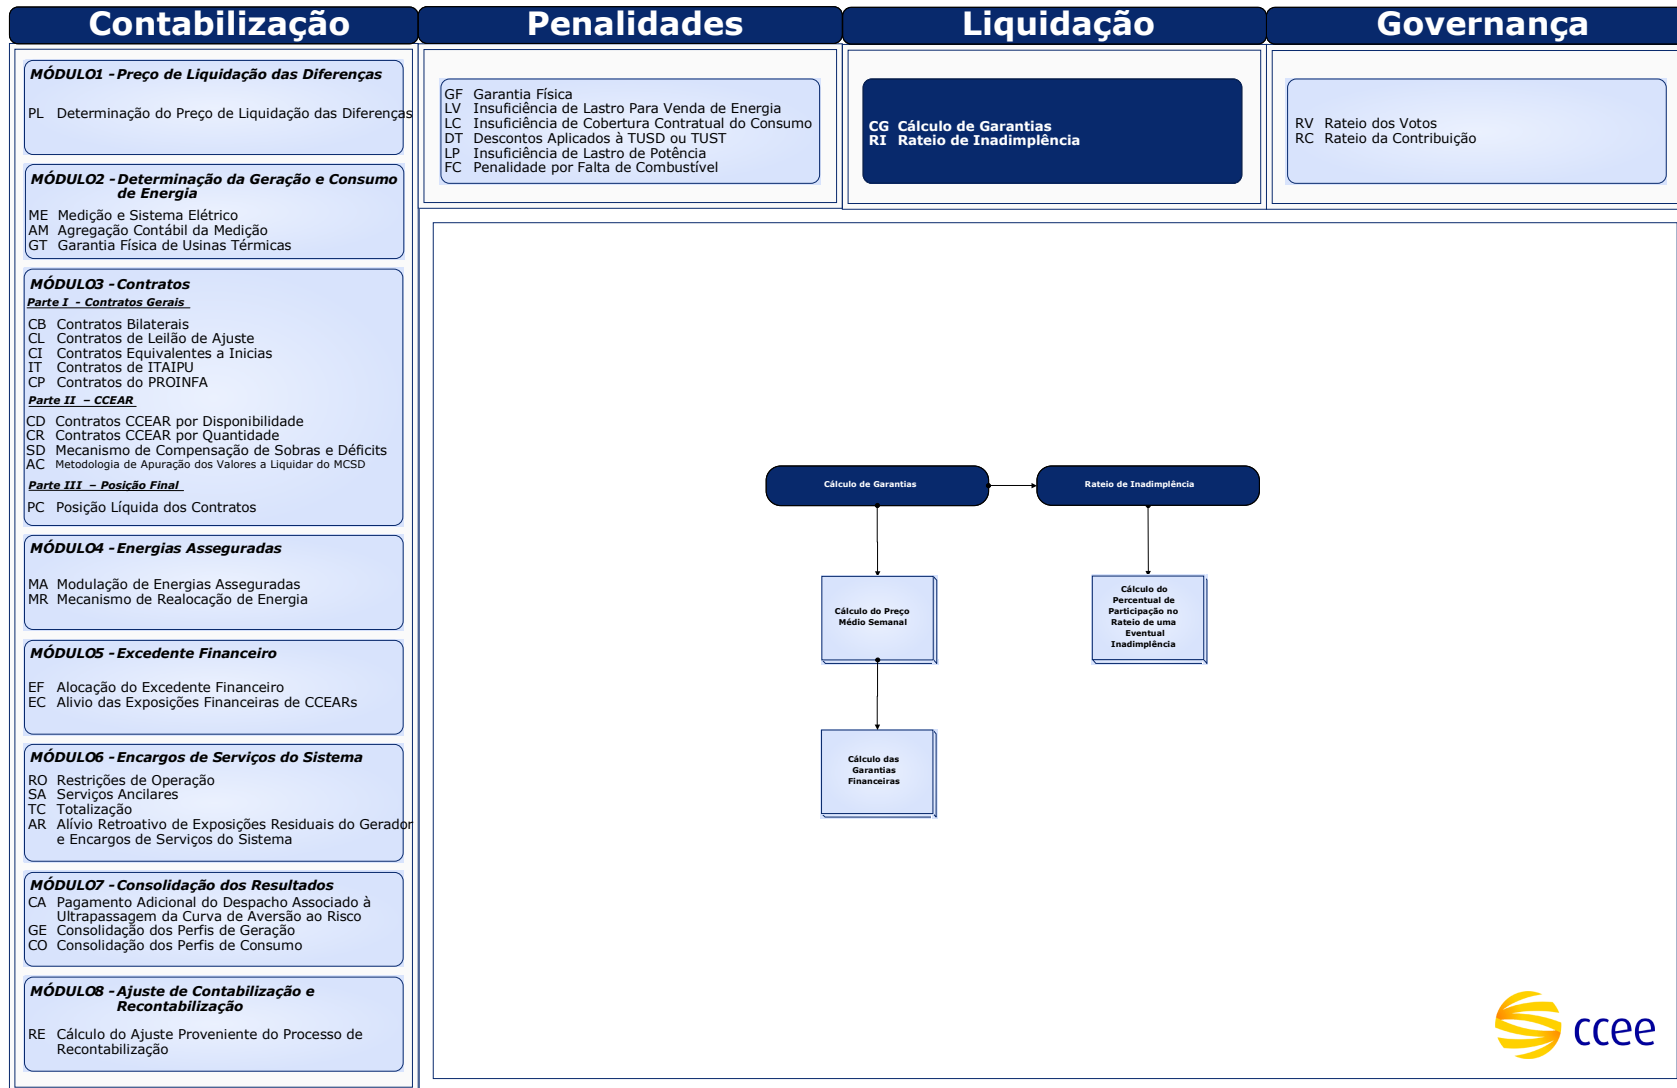 Contabilização
Penalidades
Liquidação
Governança
MÓDULO1 - Preço de Liquidação das Diferenças
PL Determinação do Preço de Liquidação das Diferenças
MÓDULO2 - Determinação da Geração e Consumo
de Energia
ME Medição e Sistema Elétrico
AM Agregação Contábil da Medição
GT Garantia Física de Usinas Térmicas
MÓDULO3 - Contratos
Parte I - Contratos Gerais
CB Contratos Bilaterais
CL Contratos de Leilão de Ajuste
CI Contratos Equivalentes a Inicias
IT Contratos de ITAIPU
CP Contratos do PROINFA
Parte II – CCEAR
CD Contratos CCEAR por Disponibilidade
CR Contratos CCEAR por Quantidade
SD Mecanismo de Compensação de Sobras e Déficits
AC Metodologia de Apuração dos Valores a Liquidar do MCSD
Parte III – Posição Final
PC Posição Líquida dos Contratos
MÓDULO4 - Energias Asseguradas
MA Modulação de Energias Asseguradas
MR Mecanismo de Realocação de Energia
MÓDULO5 - Excedente Financeiro
EF Alocação do Excedente Financeiro
EC Alivio das Exposições Financeiras de CCEARs
MÓDULO6 - Encargos de Serviços do Sistema
RO Restrições de Operação
SA Serviços Ancilares
TC Totalização
AR Alívio Retroativo de Exposições Residuais do Gerador
e Encargos de Serviços do Sistema
MÓDULO7 - Consolidação dos Resultados
CA Pagamento Adicional do Despacho Associado à
Ultrapassagem da Curva de Aversão ao Risco
GE Consolidação dos Perfis de Geração
CO Consolidação dos Perfis de Consumo
MÓDULO8 - Ajuste de Contabilização e
Recontabilização
RE Cálculo do Ajuste Proveniente do Processo de
Recontabilização
GF Garantia Física
LV Insuficiência de Lastro Para Venda de Energia
LC Insuficiência de Cobertura Contratual do Consumo
DT Descontos Aplicados à TUSD ou TUST
LP Insuficiência de Lastro de Potência
FC Penalidade por Falta de Combustível
CG Cálculo de Garantias
RI Rateio de Inadimplência
RV Rateio dos Votos
RC Rateio da Contribuição
Cálculo de Garantias
Rateio de Inadimplência
Cálculo do Preço
Médio Semanal
Cálculo do
Percentual de
Participação no
Rateio de uma
Eventual
Inadimplência
Cálculo das
Garantias
Financeiras
ccee